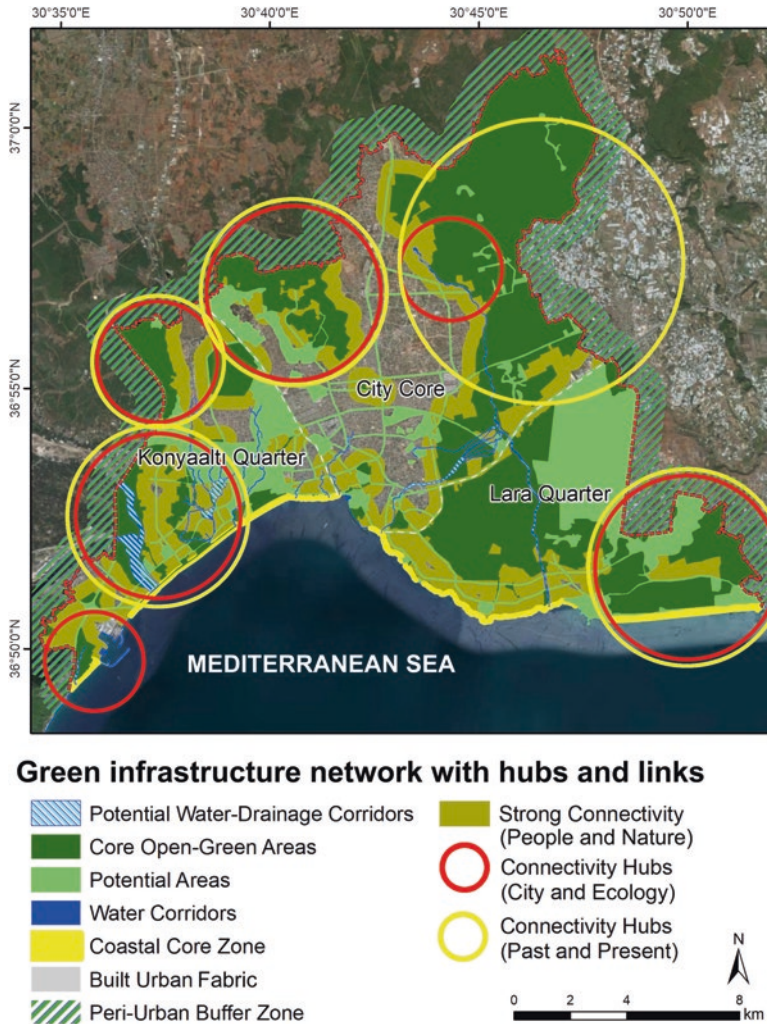 30°35'0"E 30°40'0"E 30°45'0"E 30°50'0"E
37°0'0"N
36°55'0"N
City Core
Konyaaltı Quarter
Lara Quarter
36°50'0"N
MEDITERRANEAN SEA
Green infrastructure network with hubs and links
Potential Water-Drainage Corridors
Core Open-Green Areas
Potential Areas
Water Corridors
Coastal Core Zone
Built Urban Fabric
Peri-Urban Buffer Zone
Strong Connectivity
(People and Nature)
Connectivity Hubs
(City and Ecology)
Connectivity Hubs
(Past and Present)
N
0 2 4 8
km